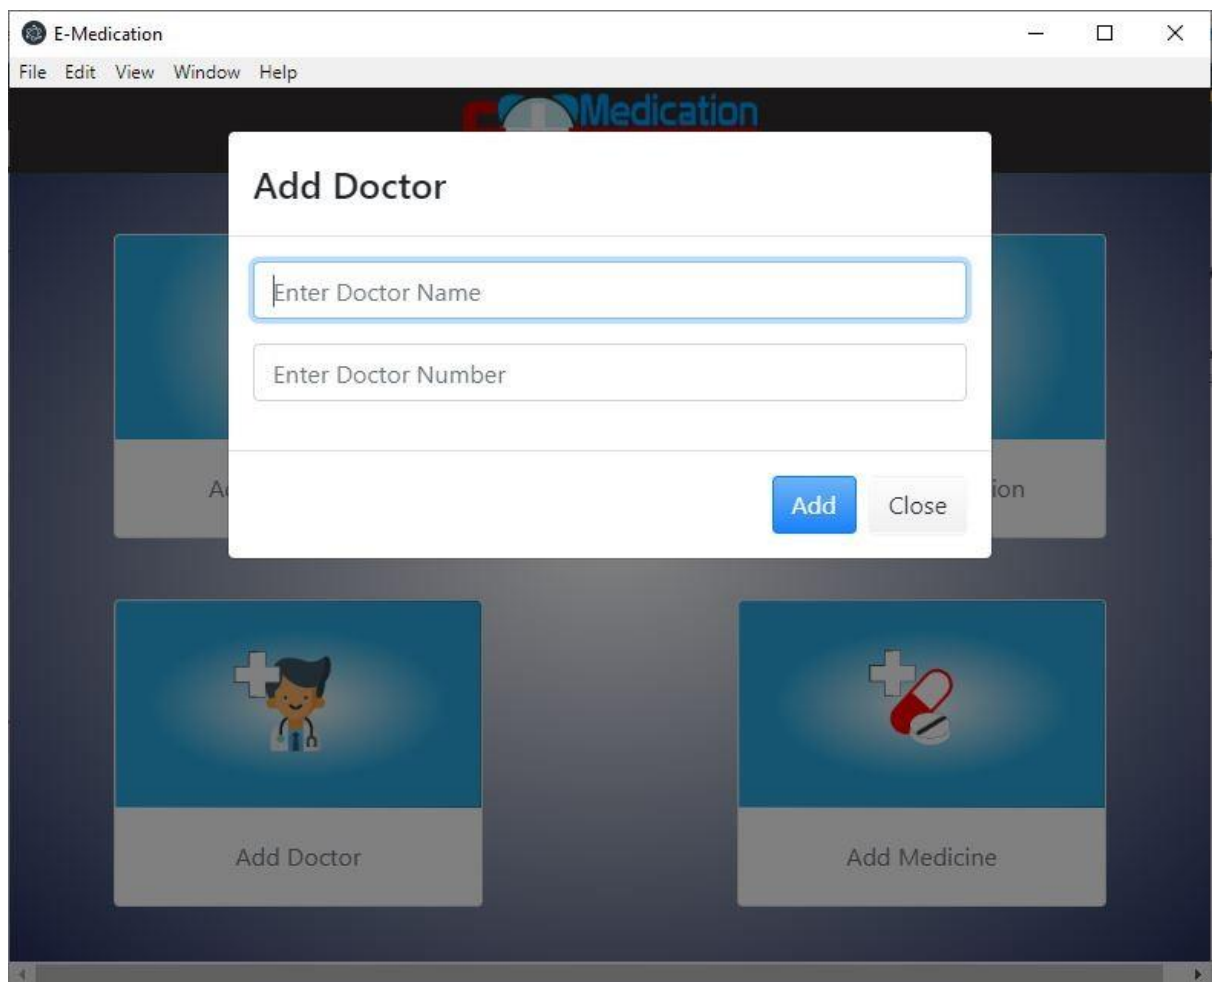 E-Medication
File Edit View Window Help
Medication
Add Doctor
Enter Doctor Name
Enter Doctor Number
Add Close
Add Doctor
Add Medicine